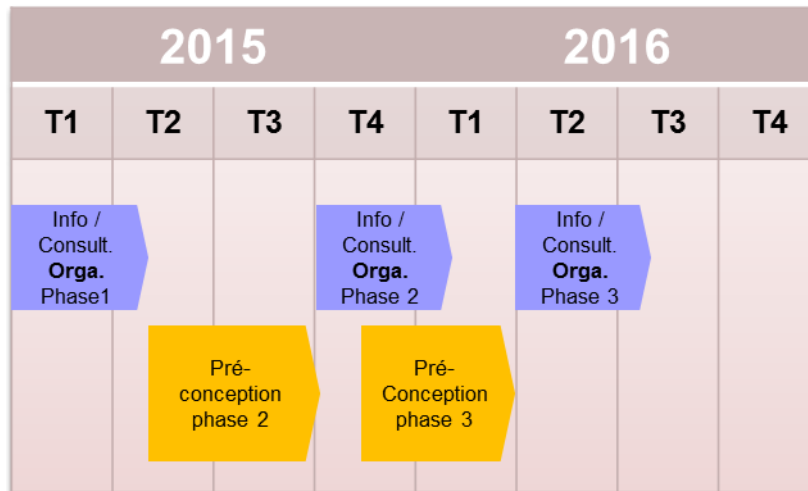 2015 2016
T1 T2 T3 T4 T1 T2 T3 T4
Info /
Consult.
Orga.
Phase1
Info /
Consult.
Orga.
Phase 2
Info /
Consult.
Orga.
Phase 3
Pré-
conception
phase 2
Pré-
Conception
phase 3